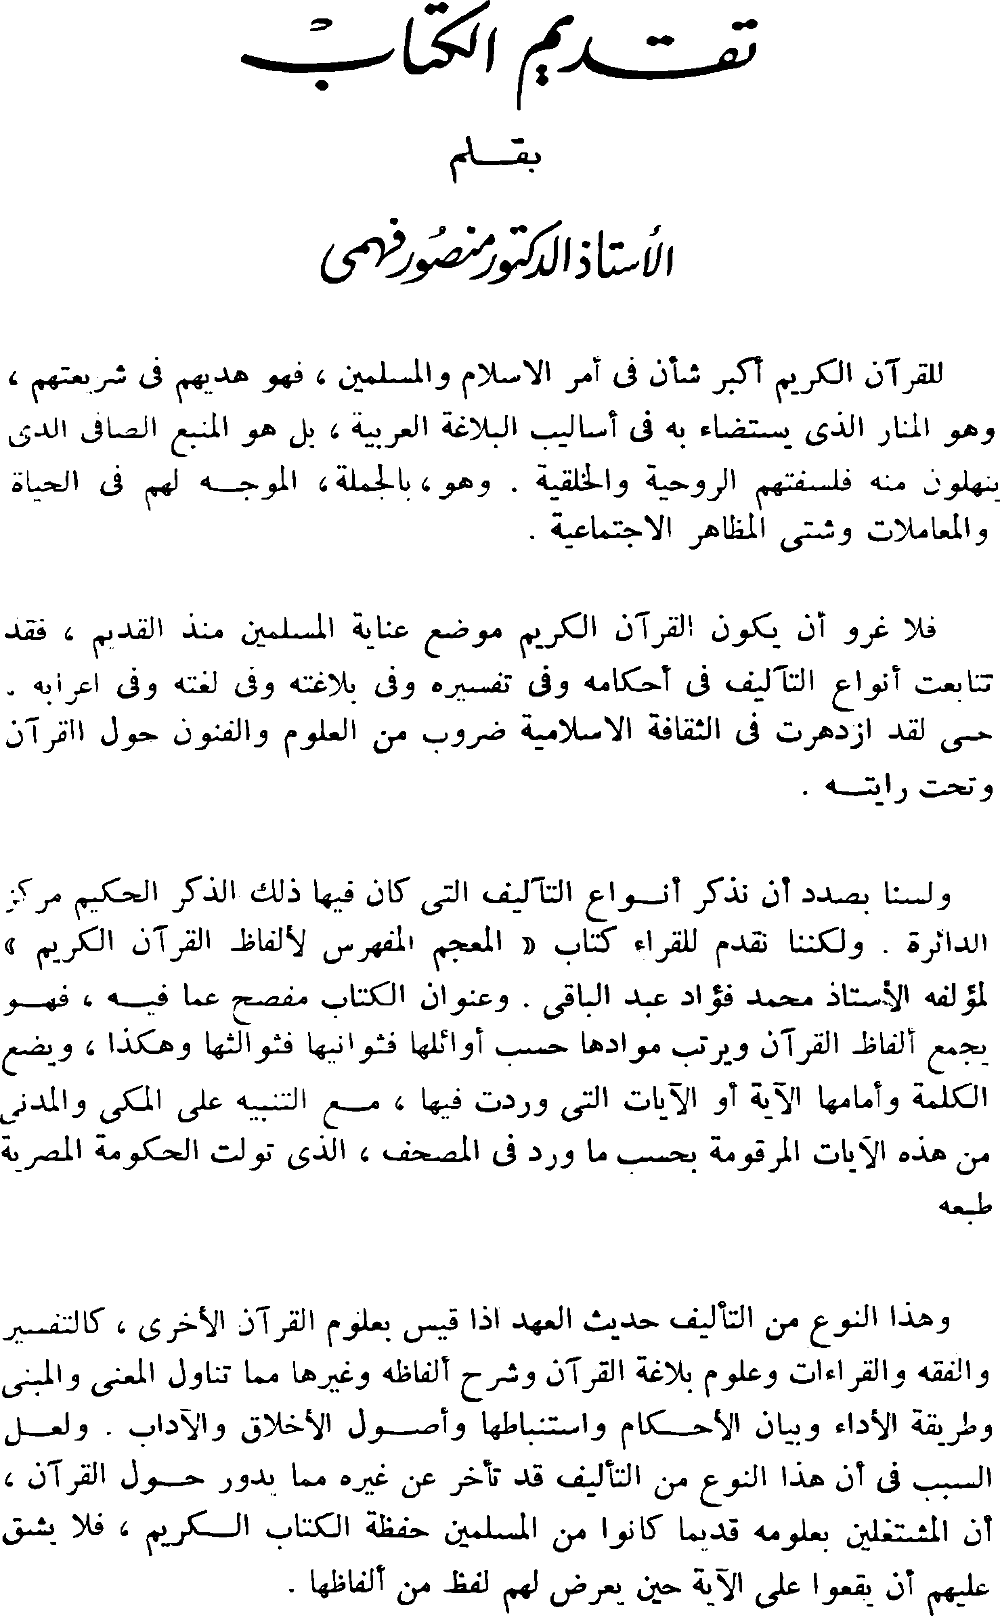 تقديم الكتاب
بقلم
الأستاذ الدكتور منصور فهمى
للقرآن الكريم أكبر شأن فى أمر الاسلام والمسلمين ، فهو هديهم فى شريعتهم ،
وهو المنار الذى يستضاء به فى أساليب البلاغة العربية ، بل هو المنبع الصافى الدى
ينهلون منه فلسفتهم الروحية والخلقية . وهو ، بالجملة ، الموجه لهم فى الحياة
والمعاملات وشتى المظاهر الاجتماعية .
فلا غرو أن يكون القرآن الكريم موضع عناية المسلمين منذ القديم ، فقد
تتابعت أنواع التآليف فى أحكامه وفى تفسيره وفى بلاغته وفى لغته وفى اعرابه .
حتى لقد ازدهرت فى الثقافة الاسلامية ضروب من العلوم والفنون حول القرآن
وتحت رايته .
ولسنا بصدد أن نذكر أنواع التآليف التى كان فيها ذلك الذكر الحكيم مركز
الدائرة . ولكننا نقدم للقراء كتاب « المعجم المفهرس لألفاظ القرآن الكريم »
لمؤلفه الأستاذ محمد فؤاد عبد الباقى . وعنوان الكتاب مفصح عما فيه ، فهو
يجمع ألفاظ القرآن ويرتب موادها حسب أوائلها فثوانيها فثوالثها وهكذا ، ويضع
الكلمة وأمامها الآية أو الآيات التى وردت فيها ، مع التنبيه على المكى والمدنى
من هذه الآيات المرقومة بحسب ما ورد فى المصحف ، الذى تولت الحكومة المصرية
طبعه
وهذا النوع من التأليف حديث العهد اذا قيس بعلوم القرآن الأخرى ، كالتفسير
والفقه والقراءات وعلوم بلاغة القرآن وشرح ألفاظه وغيرها مما تناول المعنى والمبنى
وطريقة الأداء وبيان الأحكام واستنباطها وأصول الأخلاق والآداب . ولعل
السبب فى أن هذا النوع من التأليف قد تأخر عن غيره مما يدور حول القرآن ،
أن المشتغلين بعلومه قديما كانوا من المسلمين حفظة الكتاب الكريم ، فلا يشق
عليهم أن يقعوا على الآية حين يعرض لهم لفظ من ألفاظها .